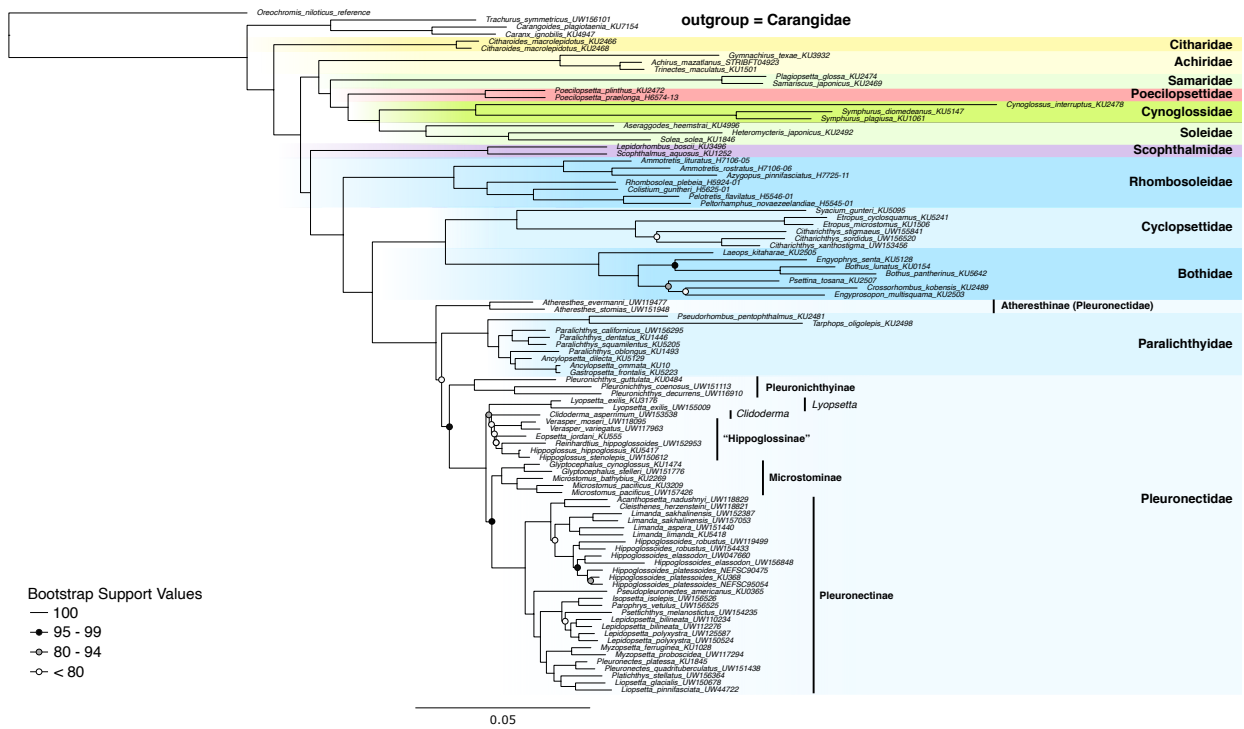 Oreochromis_niloticus_reference
outgroup = Carangidae
Trachurus_symmetricus_UW156101
Carangoides_plagiotaenia_KU7154
Caranx_ignobilis_KU4947
Citharoides_macrolepidotus_KU2466
Citharidae
Citharoides_macrolepidotus_KU2468
Gymnachirus_texae_KU3932
Achirus_mazatlanus_STRIBFT04923
Achiridae
Trinectes_maculatus_KU1501
Plagiopsetta_glossa_KU2474
Samaridae
Samariscus_japonicus_KU2469
Poecilopsetta_plinthus_KU2472
Poecilopsettidae
Poecilopsetta_praelonga_H6574-13
Cynoglossus_interruptus_KU2478
Symphurus_diomedeanus_KU5147
Cynoglossidae
Symphurus_plagiusa_KU1061
Aseraggodes_heemstrai_KU4996
Heteromycteris_japonicus_KU2492
Soleidae
Solea_solea_KU1846
Lepidorhombus_boscii_KU3496
Scophthalmidae
Scophthalmus_aquosus_KU1252
Ammotretis_lituratus_H7106-05
Ammotretis_rostratus_H7106-06
Azygopus_pinnifasciatus_H7725-11
Rhombosoleidae
Rhombosolea_plebeia_H5924-01
Colistium_guntheri_H5625-01
Pelotretis_flavilatus_H5546-01
Peltorhamphus_novaezeelandiae_H5545-01
Syacium_gunteri_KU5095
Etropus_cyclosquamus_KU5241
Etropus_microstomus_KU1506
Cyclopsettidae
Citharichthys_stigmaeus_UW155841
Citharichthys_sordidus_UW156520
Citharichthys_xanthostigma_UW153456
Laeops_kitaharae_KU2505
Engyophrys_senta_KU5128
Bothus_lunatus_KU0154
Bothidae
Bothus_pantherinus_KU5642
Psettina_tosana_KU2507
Crossorhombus_kobensis_KU2489
Engyprosopon_multisquama_KU2503
Atheresthes_evermanni_UW119477
Atheresthinae (Pleuronectidae)
Atheresthes_stomias_UW151948
Pseudorhombus_pentophthalmus_KU2481
Tarphops_oligolepis_KU2498
Paralichthys_californicus_UW156295
Paralichthys_dentatus_KU1446
Paralichthyidae
Paralichthys_squamilentus_KU5205
Paralichthys_oblongus_KU1493
Ancylopsetta_dilecta_KU5129
Ancylopsetta_ommata_KU10
Gastropsetta_frontalis_KU5223
Pleuronichthys_guttulata_KU0484
Pleuronichthys_coenosus_UW151113
Pleuronichthyinae
Pleuronichthys_decurrens_UW116910
Lyopsetta_exilis_KU3176
Lyopsetta
Lyopsetta_exilis_UW155009
Clidoderma_asperrimum_UW153538
Clidoderma
Verasper_moseri_UW118095
Verasper_variegatus_UW117963
Eopsetta_jordani_KU555
"Hippoglossinae"
Reinhardtius_hippoglossoides_UW152953
Hippoglossus_hippoglossus_KU5417
Hippoglossus_stenolepis_UW150612
Glyptocephalus_cynoglossus_KU1474
Glyptocephalus_stelleri_UW151776
Microstominae
Microstomus_bathybius_KU2269
Microstomus_pacificus_KU3209
Microstomus_pacificus_UW157426
Acanthopsetta_nadushnyi_UW118829
Pleuronectidae
Cleisthenes_herzensteini_UW118821
Limanda_sakhalinensis_UW152387
Limanda_sakhalinensis_UW157053
Limanda_aspera_UW151440
Limanda_limanda_KU5418
Hippoglossoides_robustus_UW119499
Hippoglossoides_robustus_UW154433
Hippoglossoides_elassodon_UW047660
Hippoglossoides_elassodon_UW156848
Hippoglossoides_platessoides_NEFSC90475
Hippoglossoides_platessoides_KU368
Hippoglossoides_platessoides_NEFSC95054
Pseudopleuronectes_americanus_KU0365
Pleuronectinae
Isopsetta_isolepis_UW156526
Parophrys_vetulus_UW156525
Psettichthys_melanostictus_UW154235
Lepidopsetta_bilineata_UW110234
Lepidopsetta_bilineata_UW112276
Lepidopsetta_polyxystra_UW125587
Lepidopsetta_polyxystra_UW150524
Myzopsetta_ferruginea_KU1028
Myzopsetta_proboscidea_UW117294
Pleuronectes_platessa_KU1845
Pleuronectes_quadrituberculatus_UW151438
Platichthys_stellatus_UW156364
Liopsetta_glacialis_UW150678
Liopsetta_pinnifasciata_UW44722
Bootstrap Support Values
100
95 - 99
80 - 94
< 80
0.05